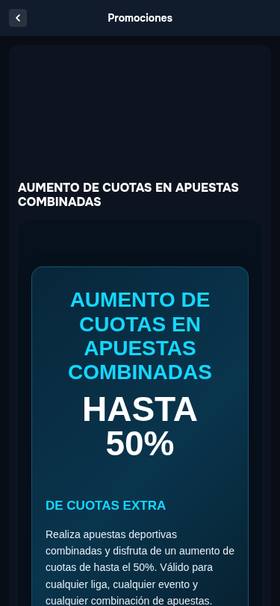 Promociones
AUMENTO DE CUOTAS EN APUESTAS
COMBINADAS
AUMENTO DE
CUOTAS EN
APUESTAS
COMBINADAS
HASTA
50%
DE CUOTAS EXTRA
Realiza apuestas deportivas
combinadas y disfruta de un aumento de
cuotas de hasta el 50%. Válido para
cualquier liga, cualquier evento y
cualquier combinación de apuestas.